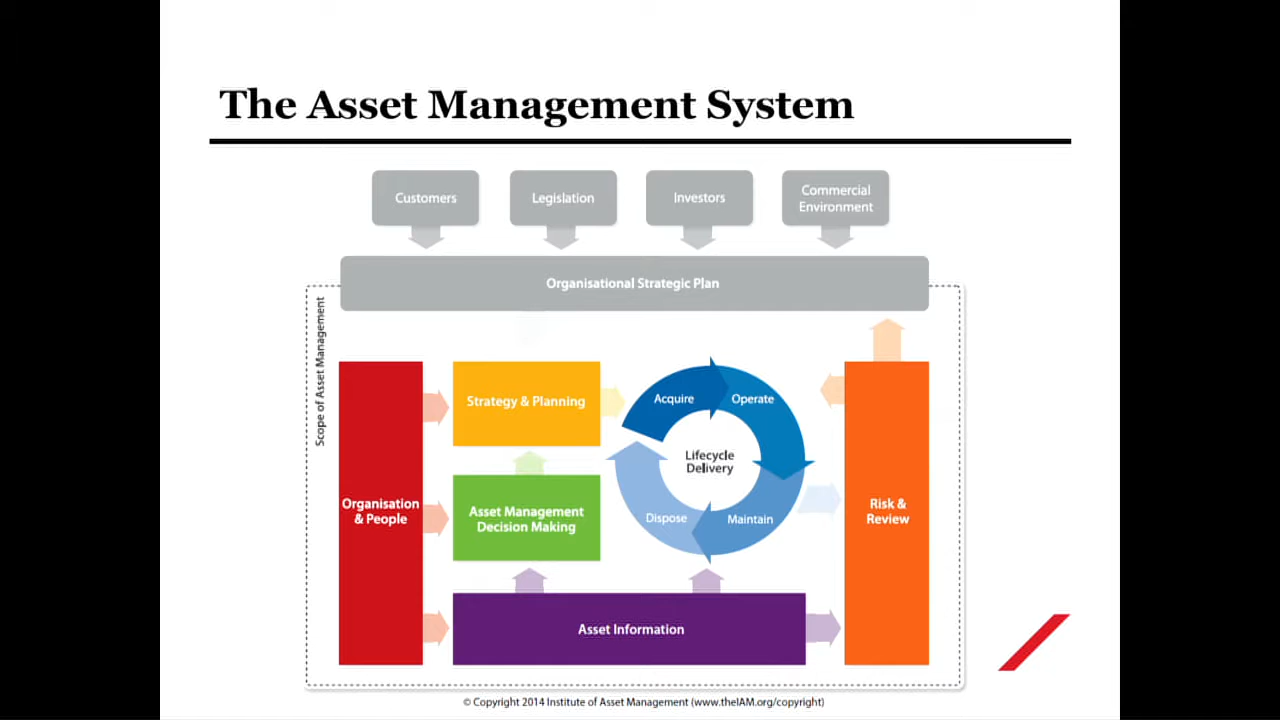 The Asset Management System
Customers
Legislation
Investors
Commercial
Environment
Organisational Strategic Plan
Scope of Asset Management
Organisation
& People
Strategy & Planning
Asset Management
Decision Making
Acquire
Operate
Lifecycle
Delivery
Dispose
Maintain
Risk &
Review
Asset Information
© Copyright 2014 Institute of Asset Management (www.theIAM.org/copyright)